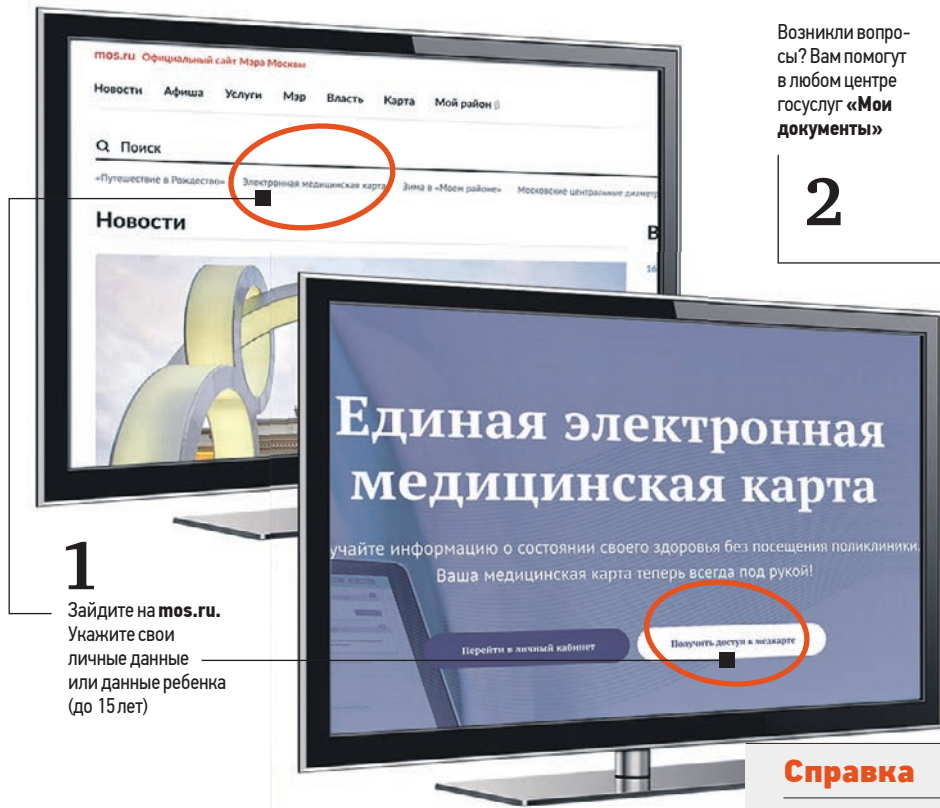 mos.ru Официальный сайт Мэра Москвы
Новости Афиша Услуги Мэр Власть Карта Мой район β
Поиск
«Путешествие в Рождество» Электронная медицинская карта Зима в «Моем районе» Московские центральные диаметр
Новости
В
16
Единая электронная
медицинская карта
учайте информацию о состоянии своего здоровья без посещения поликлиники.
Ваша медицинская карта теперь всегда под рукой!
Перейти в личный кабинет
Получить доступ к медкарте
1
Зайдите на mos.ru.
Укажите свои
личные данные
или данные ребенка
(до 15 лет)
Возникли вопро-
сы? Вам помогут
в любом центре
госуслуг «Мои
документы»
2
Справка